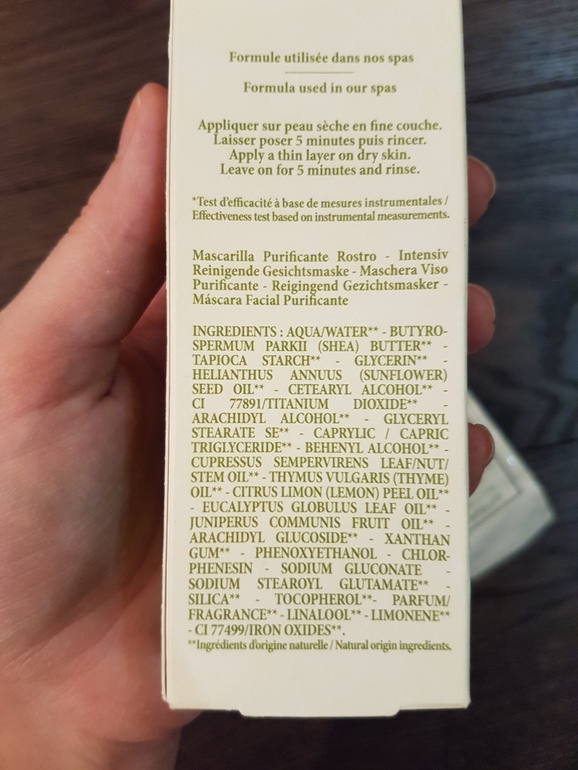 Formule utilisée dans nos spas
Formula used in our spas
Appliquer sur peau sèche en fine couche.
Laisser poser 5 minutes puis rincer.
Apply a thin layer on dry skin.
Leave on for 5 minutes and rinse.
*Test d'efficacité à base de mesures instrumentales /
Effectiveness test based on instrumental measurements.
Mascarilla Purificante Rostro - Intensiv
Reinigende Gesichtsmaske - Maschera Viso
Purificante - Reigingend Gezichtsmasker -
Máscara Facial Purificante
INGREDIENTS : AQUA/WATER** - BUTYRO-
SPERMUM PARKII (SHEA) BUTTER** -
TAPIOCA STARCH** - GLYCERIN** -
HELIANTHUS ANNUUS (SUNFLOWER)
SEED OIL** - CETEARYL ALCOHOL** -
CI 77891/TITANIUM DIOXIDE** -
ARACHIDYL ALCOHOL** - GLYCERYL
STEARATE SE** - CAPRYLIC / CAPRIC
TRIGLYCERIDE** - BEHENYL ALCOHOL** -
CUPRESSUS SEMPERVIRENS LEAF/NUT/
STEM OIL** - THYMUS VULGARIS (THYME)
OIL** - CITRUS LIMON (LEMON) PEEL OIL**
- EUCALYPTUS GLOBULUS LEAF OIL** -
JUNIPERUS COMMUNIS FRUIT OIL** -
ARACHIDYL GLUCOSIDE** - XANTHAN
GUM** - PHENOXYETHANOL - CHLOR-
PHENESIN - SODIUM GLUCONATE -
SODIUM STEAROYL GLUTAMATE** -
SILICA** - TOCOPHEROL** - PARFUM/
FRAGRANCE** - LINALOOL** - LIMONENE**
- CI 77499/IRON OXIDES**.
**Ingrédients d'origine naturelle / Natural origin ingredients.